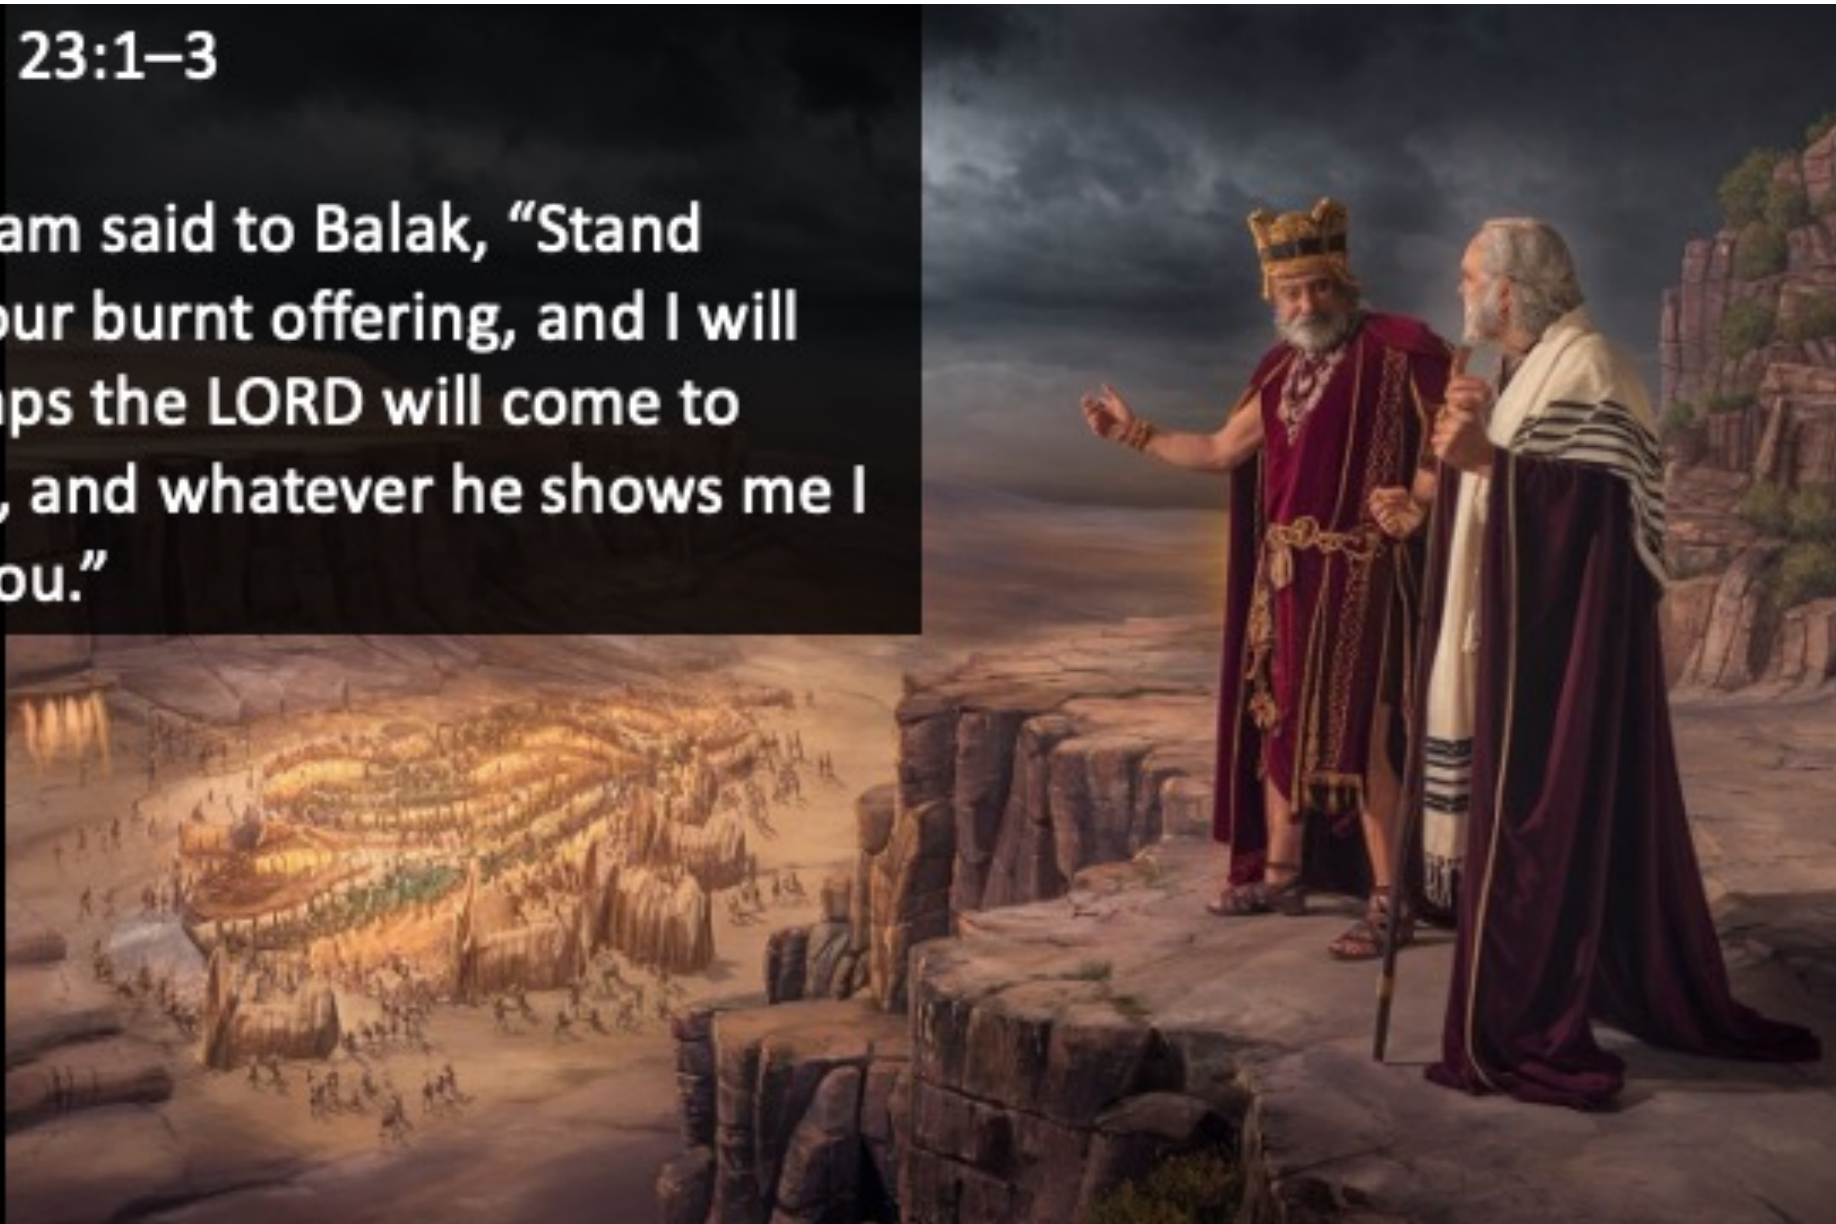 23:1–3
am said to Balak, “Stand
our burnt offering, and I will
aps the LORD will come to
, and whatever he shows me I
ou.”